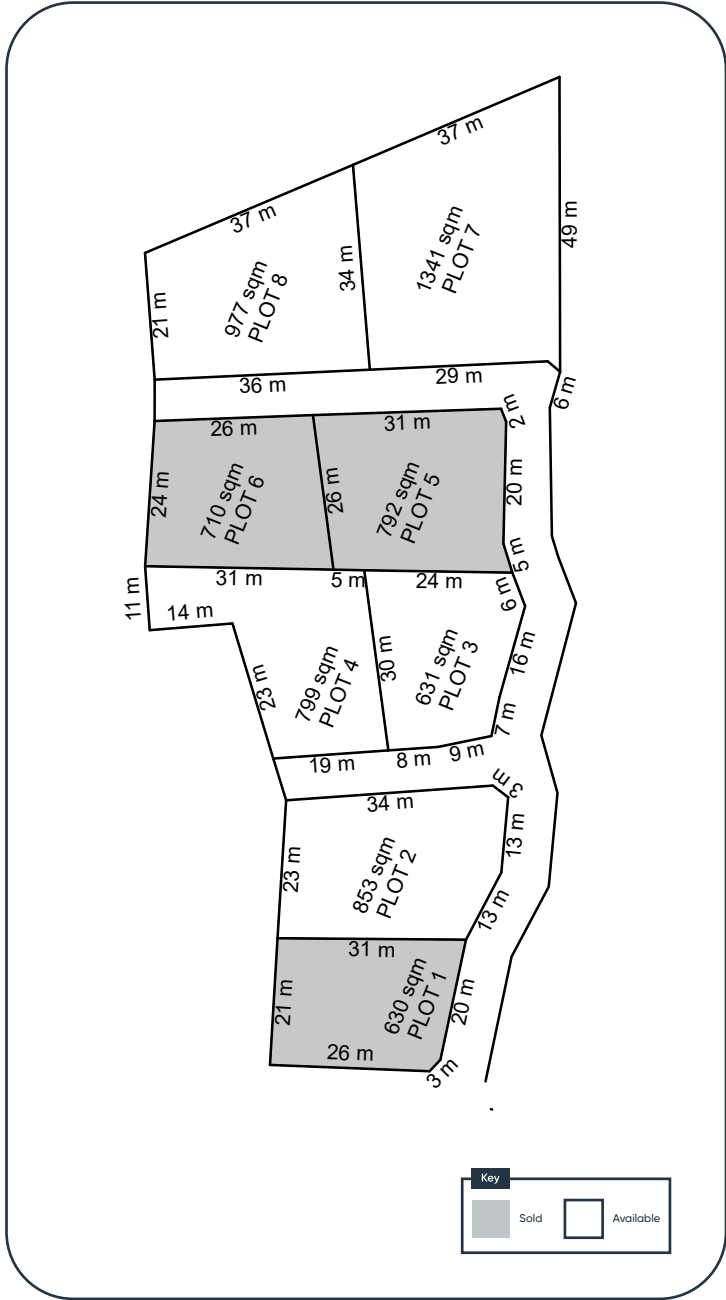 37 m
37 m
49 m
34 m
21 m
977 sqm
PLOT 8
1341 sqm
PLOT 7
36 m
29 m
6 m
26 m
31 m
2 m
24 m
710 sqm
PLOT 6
26 m
792 sqm
PLOT 5
20 m
5 m
31 m
5 m
24 m
6 m
11 m
14 m
23 m
799 sqm
PLOT 4
30 m
631 sqm
PLOT 3
16 m
7 m
19 m
8 m
9 m
3 m
34 m
23 m
853 sqm
PLOT 2
13 m
13 m
31 m
21 m
630 sqm
PLOT 1
20 m
26 m
3 m
Key
Sold
Available